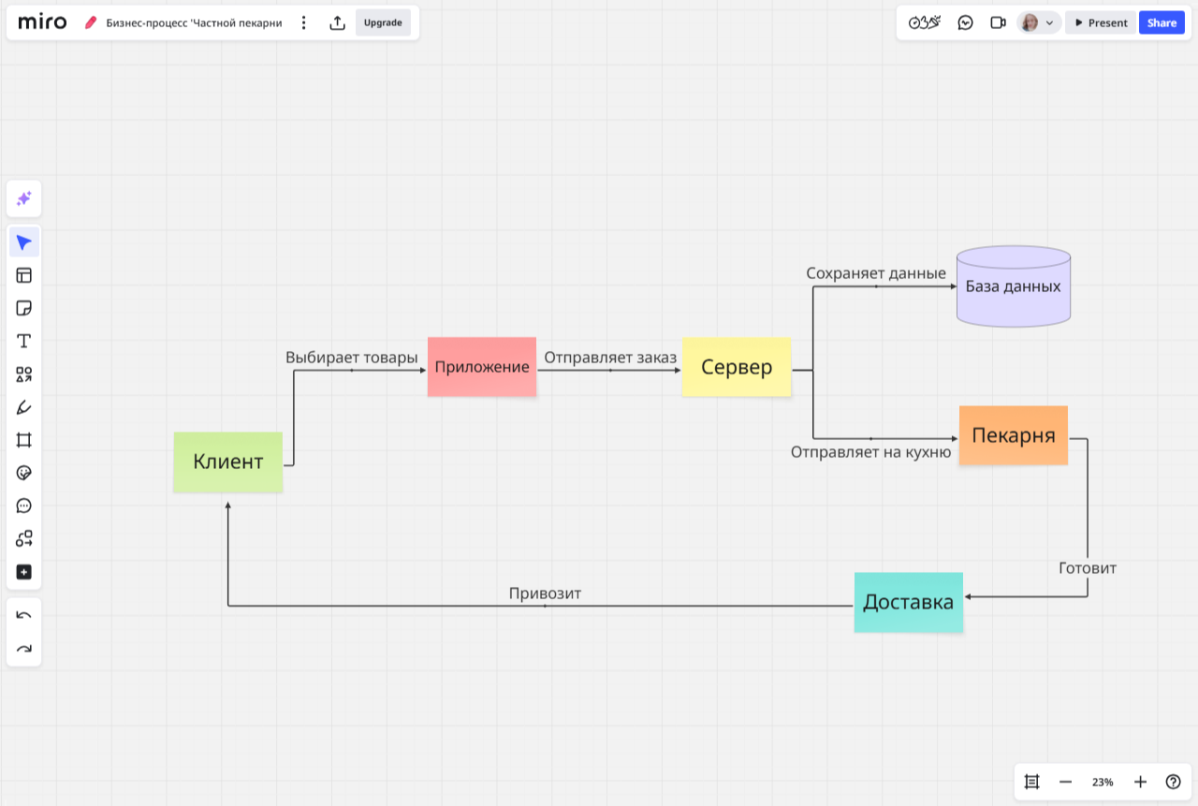 miro
Бизнес-процесс 'Частной пекарни
Upgrade
Present
Share
Сохраняет данные
База данных
Выбирает товары
Приложение
Отправляет заказ
Сервер
Отправляет на кухню
Пекарня
Клиент
Готовит
Привозит
Доставка
23%